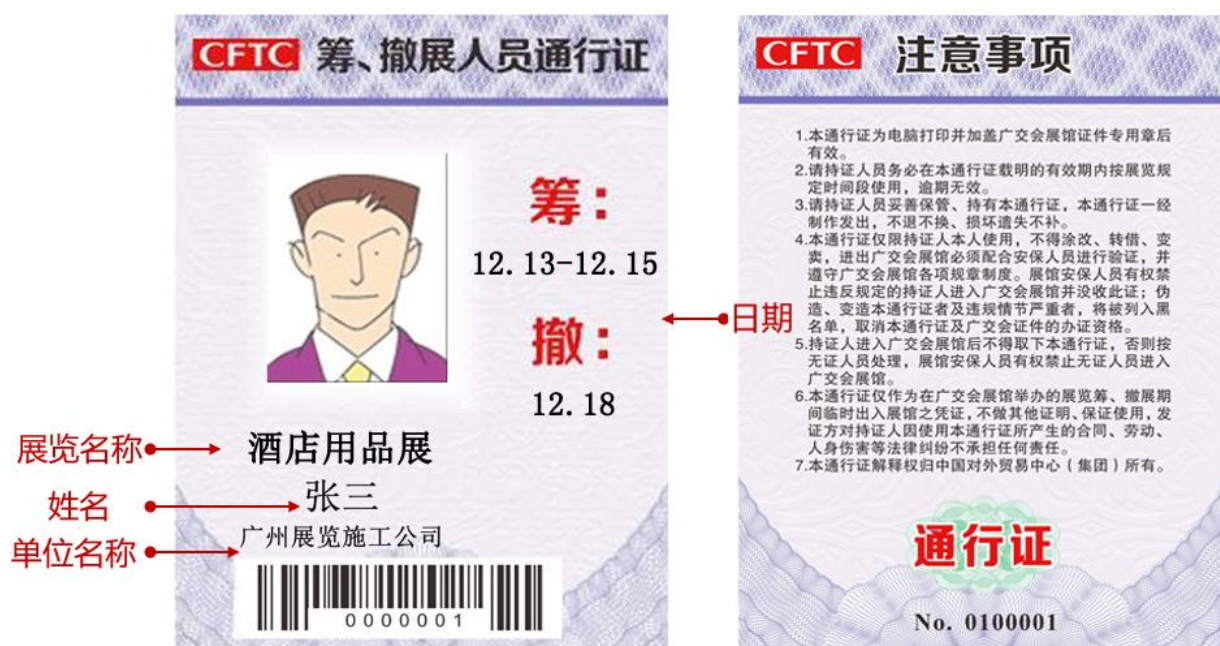 CFTC 筹、撤展人员通行证
筹：
12.13-12.15
撤：
12.18
日期
展览名称
酒店用品展
姓名
张三
单位名称
广州展览施工公司
0000001
CFTC 注意事项
1.本通行证为电脑打印并加盖广交会展馆证件专用章后
有效。
2.请持证人员务必在本通行证载明的有效期内按展览规
定时间段使用，逾期无效。
3.请持证人员妥善保管、持有本通行证，本通行证一经
制作发出，不退不换、损坏遗失不补。
4.本通行证仅限持证人本人使用，不得涂改、转借、变
卖，进出广交会展馆必须配合安保人员进行验证，并
遵守广交会展馆各项规章制度。展馆安保人员有权禁
止违反规定的持证人进入广交会展馆并没收此证；伪
造、变造本通行证者及违规情节严重者，将被列入黑
名单，取消本通行证及广交会证件的办证资格。
5.持证人进入广交会展馆后不得取下本通行证，否则按
无证人员处理，展馆安保人员有权禁止无证人员进入
广交会展馆。
6.本通行证仅作为在广交会展馆举办的展览筹、撤展期
间临时出入展馆之凭证，不做其他证明、保证使用，发
证方对持证人因使用本通行证所产生的合同、劳动、
人身伤害等法律纠纷不承担任何责任。
7.本通行证解释权归中国对外贸易中心（集团）所有。
通行证
No. 0100001